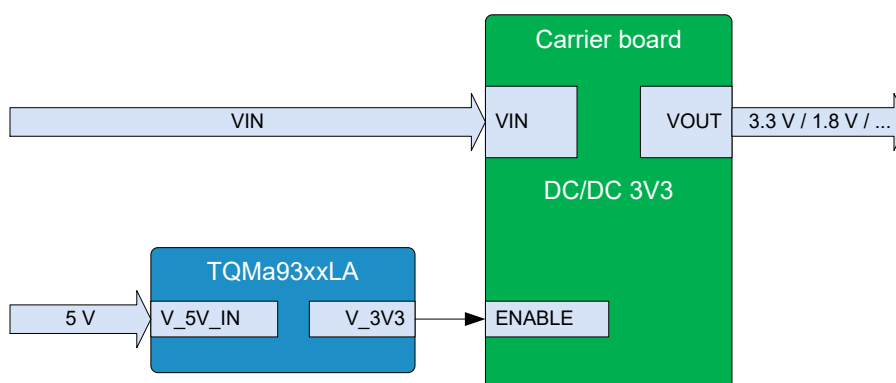 Carrier board
VIN
VIN
VOUT
3.3 V / 1.8 V / ...
DC/DC 3V3
TQMa93xxLA
5 V
V_5V_IN
V_3V3
ENABLE